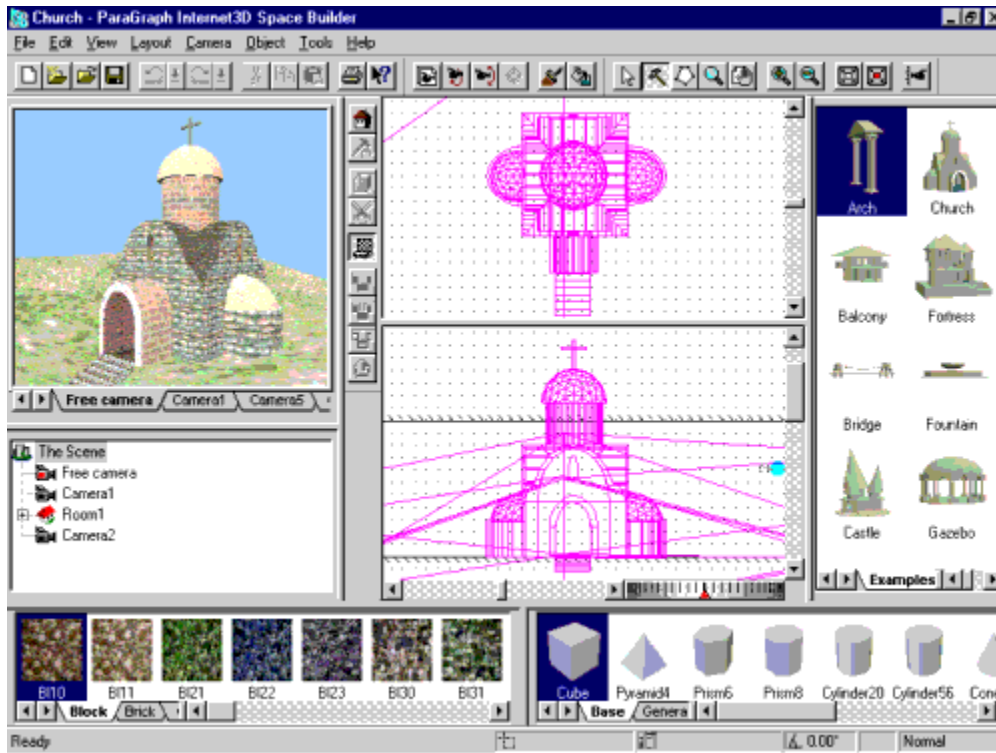 Church - ParaGraph Internet3D Space Builder
File Edit View Layout Camera Object Tools Help
Free camera Camera1 Camera5
The Scene
Free camera
Camera1
Room1
Camera2
Arch Church
Balcony Fortress
Bridge Fountain
Castle Gazebo
Examples
Bl10 Bl11 Bl21 Bl22 Bl23 Bl30 Bl31
Block Brick
Cube Pyramid4 Prism6 Prism8 Cylinder20 Cylinder56 Con
Base Genera
Ready 0.00° Normal